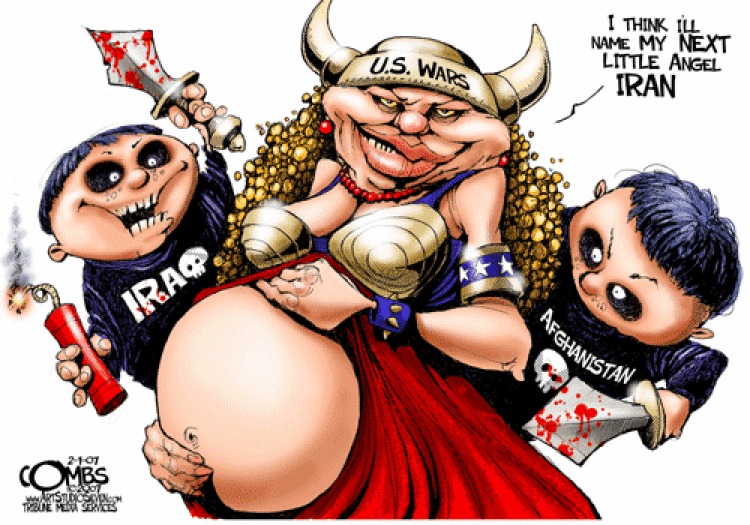 I THINK I'LL
NAME MY NEXT
LITTLE ANGEL
IRAN
U.S. WARS
IRAQ
AFGHANISTAN
2-1-07
COMBS
©2007
WWW.ARTSTUDIOSEVEN.COM
TRIBUNE MEDIA SERVICES